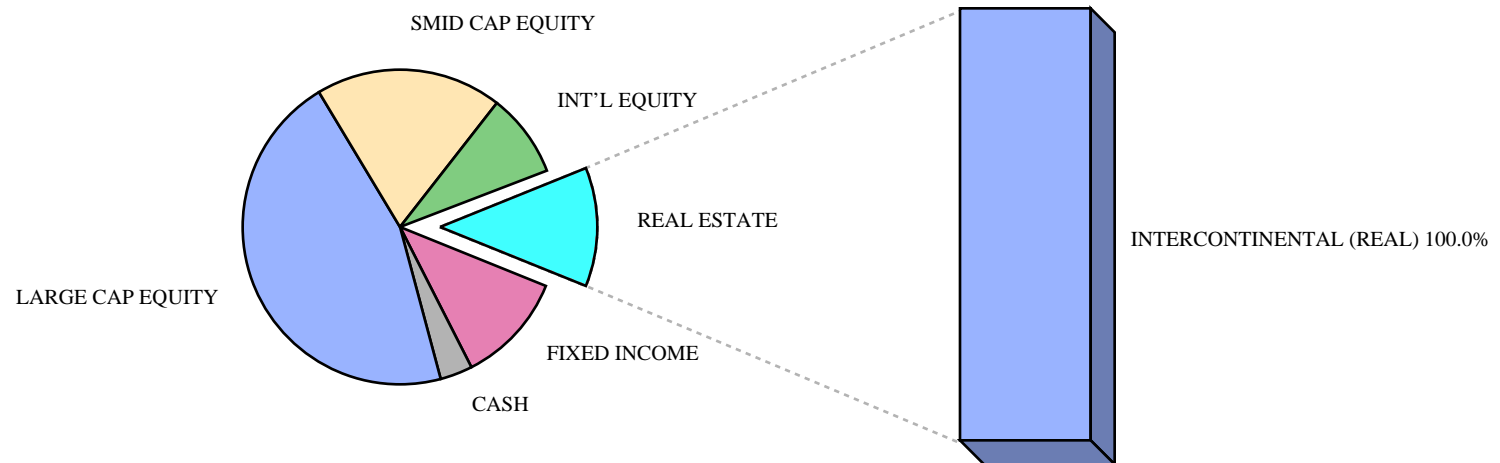 SMID CAP EQUITY
INT'L EQUITY
REAL ESTATE
INTERCONTINENTAL (REAL) 100.0%
LARGE CAP EQUITY
FIXED INCOME
CASH